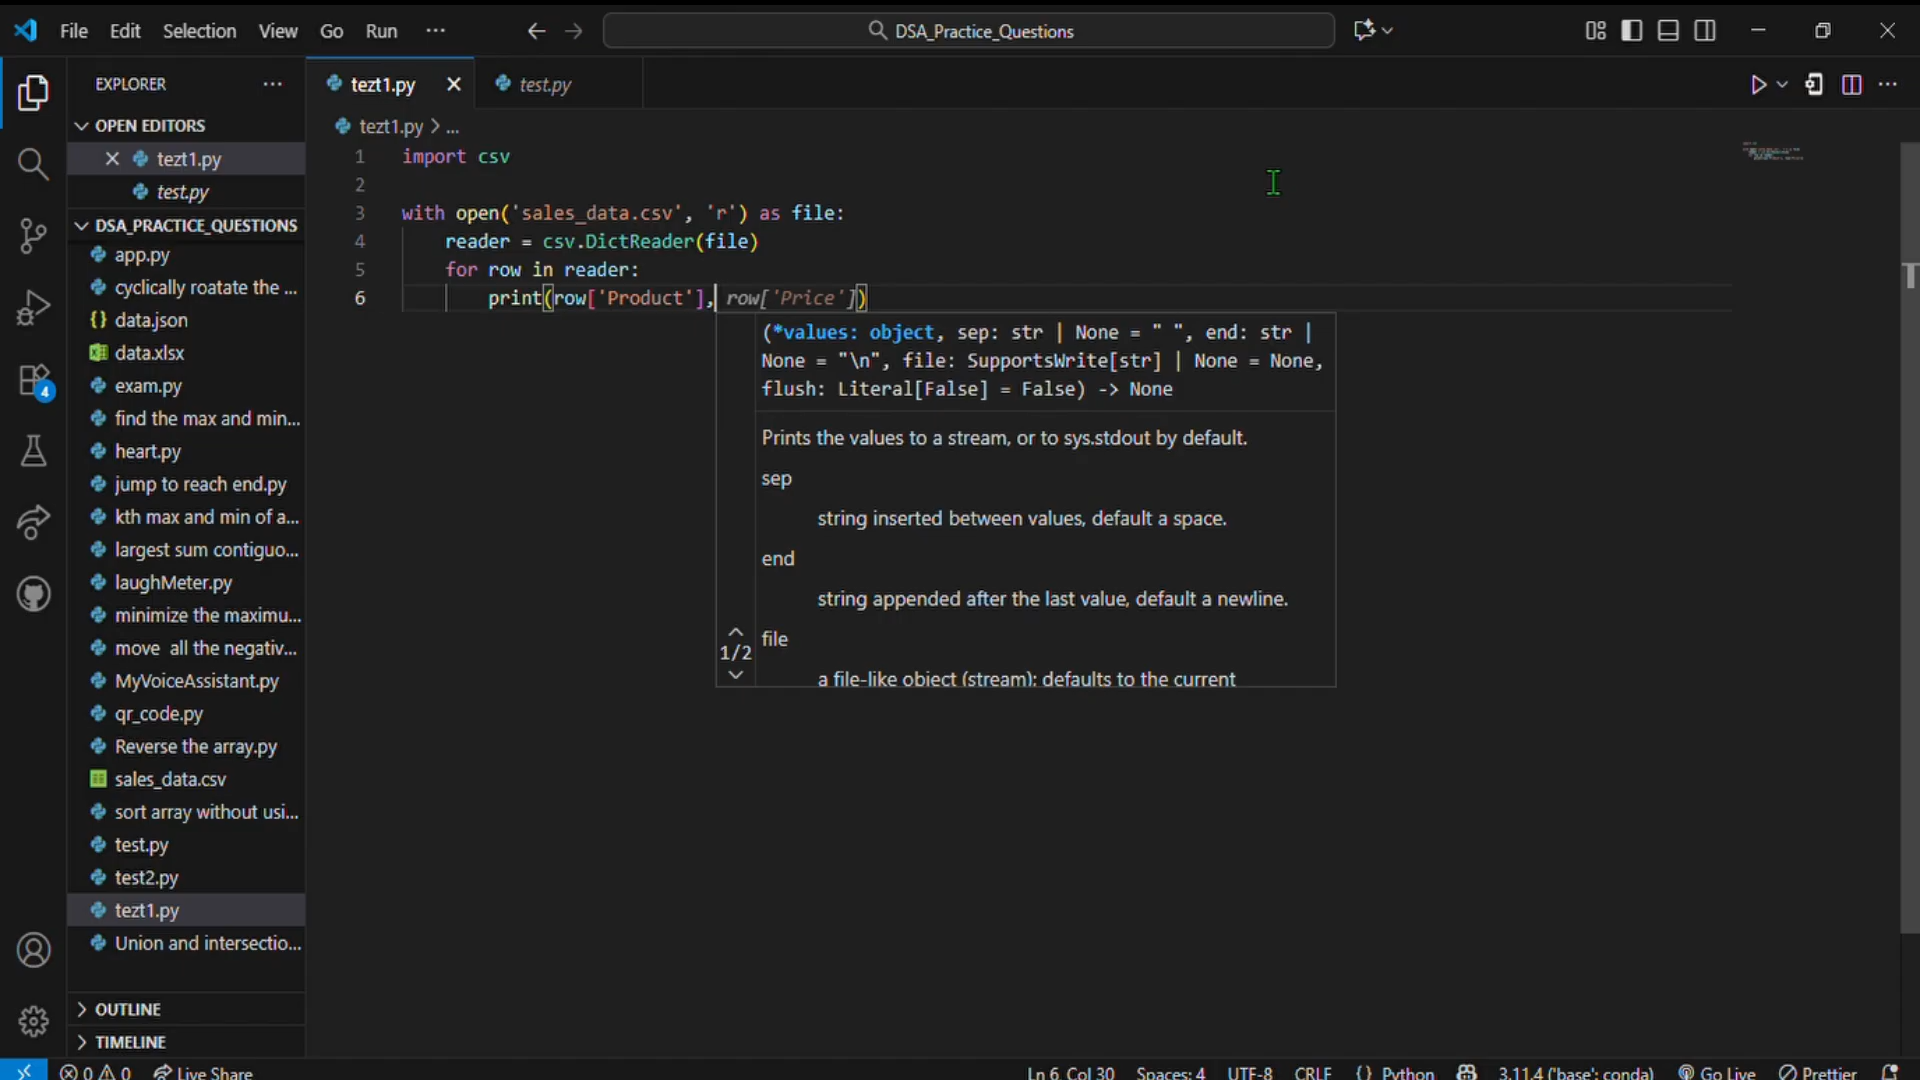 File Edit Selection View Go Run ··· DSA_Practice_Questions
EXPLORER ···
tezt1.py test.py
OPEN EDITORS
tezt1.py
test.py
DSA_PRACTICE_QUESTIONS
app.py
cyclically roatate the ...
{} data.json
data.xlsx
exam.py
find the max and min...
heart.py
jump to reach end.py
kth max and min of a...
largest sum contiguo...
laughMeter.py
minimize the maximu...
move  all the negativ...
MyVoiceAssistant.py
qr_code.py
Reverse the array.py
sales_data.csv
sort array without usi...
test.py
test2.py
tezt1.py
Union and intersectio...
OUTLINE
TIMELINE
4
tezt1.py > ...
1 import csv
2
3 with open('sales_data.csv', 'r') as file:
4 reader = csv.DictReader(file)
5 for row in reader:
6 print(row['Product'], row['Price'])
(*values: object, sep: str | None = " ", end: str |
None = "\n", file: SupportsWrite[str] | None = None,
flush: Literal[False] = False) -> None
Prints the values to a stream, or to sys.stdout by default.
sep
string inserted between values, default a space.
end
string appended after the last value, default a newline.
file
1/2
a file-like object (stream); defaults to the current
0 0 Live Share Ln 6, Col 30 Spaces: 4 UTF-8 CRLF {} Python 3.11.4 ('base': conda) Go Live Prettier